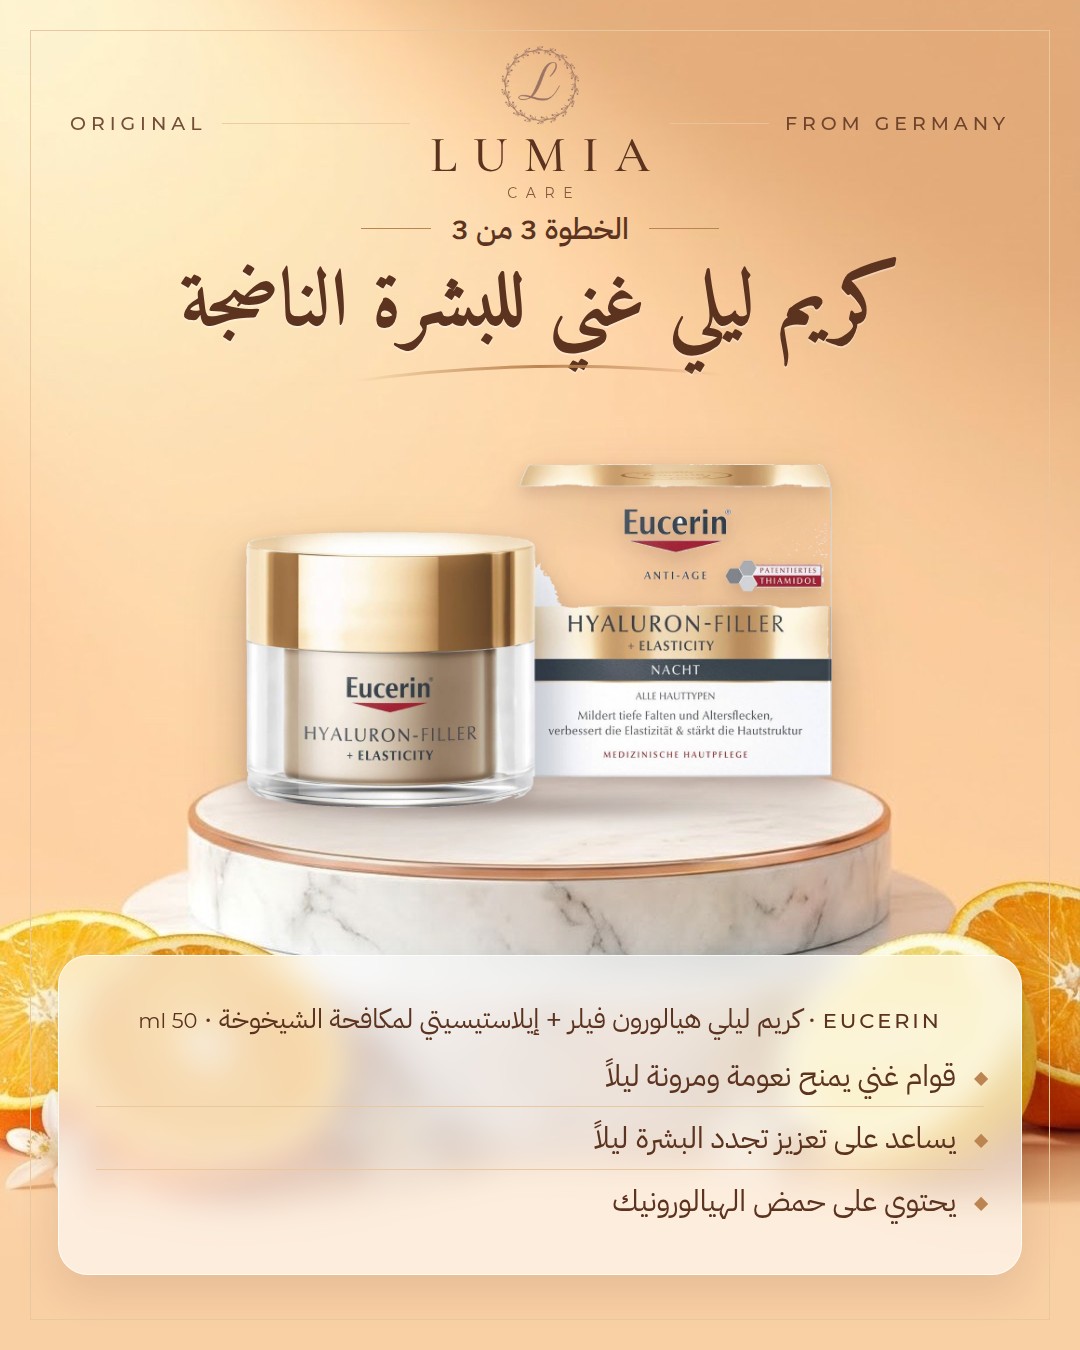 ORIGINAL
FROM GERMANY
L
LUMIA
CARE
الخطوة 3 من 3
كريم ليلي غني للبشرة الناضجة
Eucerin
ANTI-AGE
PATENTIERTES
THIAMIDOL
HYALURON-FILLER
+ ELASTICITY
NACHT
ALLE HAUTTYPEN
Mildert tiefe Falten und Altersflecken,
verbessert die Elastizität & stärkt die Hautstruktur
MEDIZINISCHE HAUTPFLEGE
Eucerin
HYALURON-FILLER
+ ELASTICITY
EUCERIN · كريم ليلي هيالورون فيلر + إيلاستيسيتي لمكافحة الشيخوخة · 50 ml
قوام غني يمنح نعومة ومرونة ليلاً
يساعد على تعزيز تجدد البشرة ليلاً
يحتوي على حمض الهيالورونيك